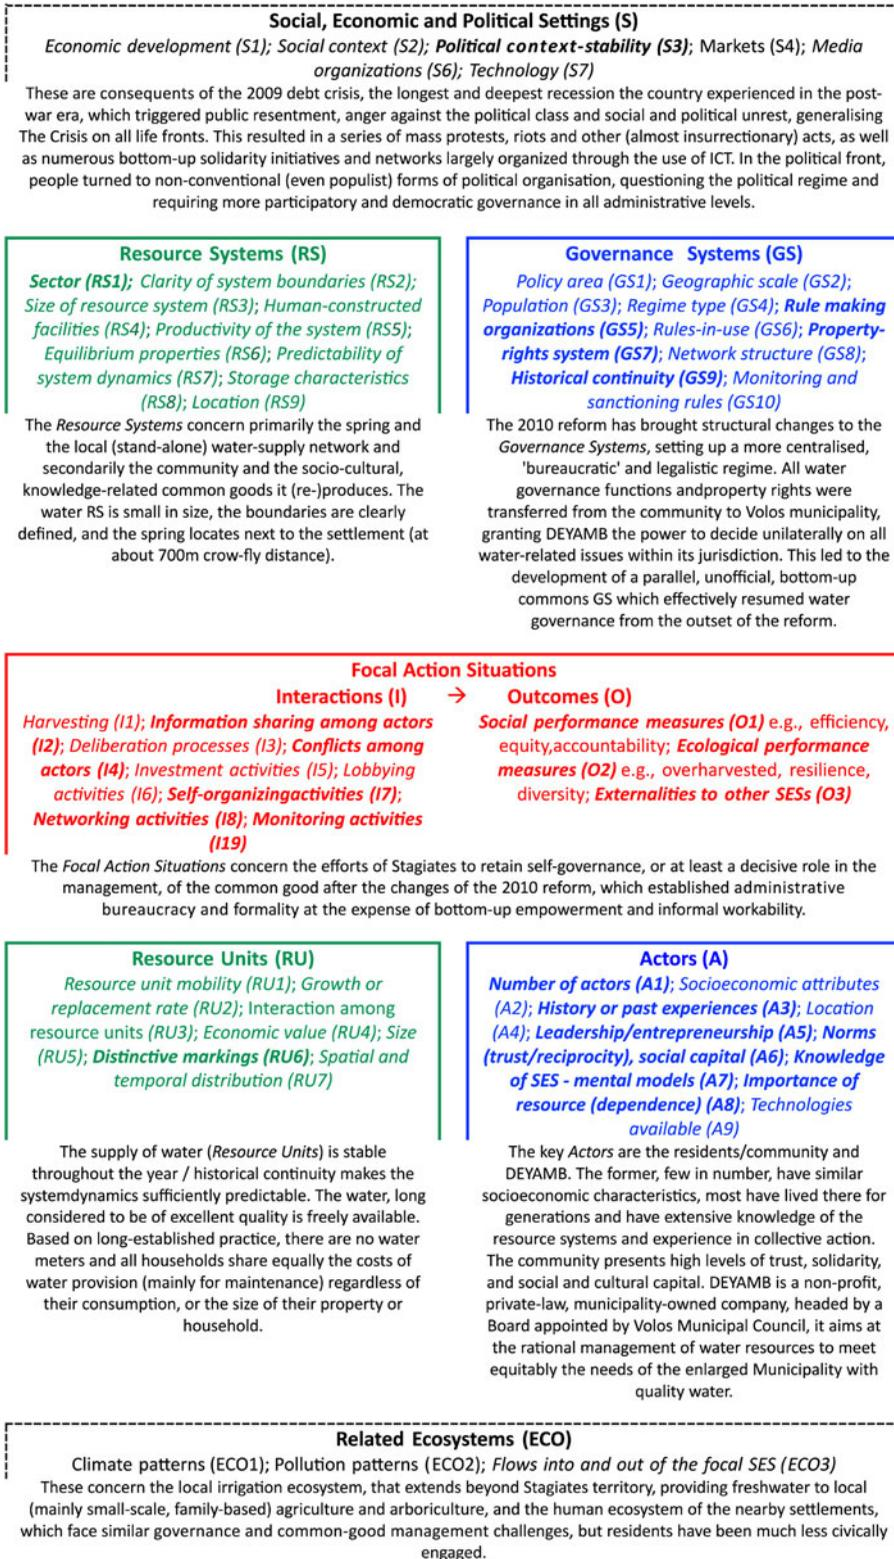 Social, Economic and Political Settings (S)
Economic development (S1); Social context (S2); Political context-stability (S3); Markets (S4); Media
organizations (S6); Technology (S7)
These are consequents of the 2009 debt crisis, the longest and deepest recession the country experienced in the post-
war era, which triggered public resentment, anger against the political class and social and political unrest, generalising
The Crisis on all life fronts. This resulted in a series of mass protests, riots and other (almost insurrectionary) acts, as well
as numerous bottom-up solidarity initiatives and networks largely organized through the use of ICT. In the political front,
people turned to non-conventional (even populist) forms of political organisation, questioning the political regime and
requiring more participatory and democratic governance in all administrative levels.
Resource Systems (RS)
Sector (RS1); Clarity of system boundaries (RS2);
Size of resource system (RS3); Human-constructed
facilities (RS4); Productivity of the system (RS5);
Equilibrium properties (RS6); Predictability of
system dynamics (RS7); Storage characteristics
(RS8); Location (RS9)
The Resource Systems concern primarily the spring and
the local (stand-alone) water-supply network and
secondarily the community and the socio-cultural,
knowledge-related common goods it (re-)produces. The
water RS is small in size, the boundaries are clearly
defined, and the spring locates next to the settlement (at
about 700m crow-fly distance).
Governance Systems (GS)
Policy area (GS1); Geographic scale (GS2);
Population (GS3); Regime type (GS4); Rule making
organizations (GS5); Rules-in-use (GS6); Property-
rights system (GS7); Network structure (GS8);
Historical continuity (GS9); Monitoring and
sanctioning rules (GS10)
The 2010 reform has brought structural changes to the
Governance Systems, setting up a more centralised,
'bureaucratic' and legalistic regime. All water
governance functions andproperty rights were
transferred from the community to Volos municipality,
granting DEYAMB the power to decide unilaterally on all
water-related issues within its jurisdiction. This led to the
development of a parallel, unofficial, bottom-up
commons GS which effectively resumed water
governance from the outset of the reform.
Focal Action Situations
Interactions (I) → Outcomes (O)
Harvesting (I1); Information sharing among actors
(I2); Deliberation processes (I3); Conflicts among
actors (I4); Investment activities (I5); Lobbying
activities (I6); Self-organizingactivities (I7);
Networking activities (I8); Monitoring activities
(I19)
Social performance measures (O1) e.g., efficiency,
equity,accountability; Ecological performance
measures (O2) e.g., overharvested, resilience,
diversity; Externalities to other SESs (O3)
The Focal Action Situations concern the efforts of Stagiates to retain self-governance, or at least a decisive role in the
management, of the common good after the changes of the 2010 reform, which established administrative
bureaucracy and formality at the expense of bottom-up empowerment and informal workability.
Resource Units (RU)
Resource unit mobility (RU1); Growth or
replacement rate (RU2); Interaction among
resource units (RU3); Economic value (RU4); Size
(RU5); Distinctive markings (RU6); Spatial and
temporal distribution (RU7)
The supply of water (Resource Units) is stable
throughout the year / historical continuity makes the
systemdynamics sufficiently predictable. The water, long
considered to be of excellent quality is freely available.
Based on long-established practice, there are no water
meters and all households share equally the costs of
water provision (mainly for maintenance) regardless of
their consumption, or the size of their property or
household.
Actors (A)
Number of actors (A1); Socioeconomic attributes
(A2); History or past experiences (A3); Location
(A4); Leadership/entrepreneurship (A5); Norms
(trust/reciprocity), social capital (A6); Knowledge
of SES - mental models (A7); Importance of
resource (dependence) (A8); Technologies
available (A9)
The key Actors are the residents/community and
DEYAMB. The former, few in number, have similar
socioeconomic characteristics, most have lived there for
generations and have extensive knowledge of the
resource systems and experience in collective action.
The community presents high levels of trust, solidarity,
and social and cultural capital. DEYAMB is a non-profit,
private-law, municipality-owned company, headed by a
Board appointed by Volos Municipal Council, it aims at
the rational management of water resources to meet
equitably the needs of the enlarged Municipality with
quality water.
Related Ecosystems (ECO)
Climate patterns (ECO1); Pollution patterns (ECO2); Flows into and out of the focal SES (ECO3)
These concern the local irrigation ecosystem, that extends beyond Stagiates territory, providing freshwater to local
(mainly small-scale, family-based) agriculture and arboriculture, and the human ecosystem of the nearby settlements,
which face similar governance and common-good management challenges, but residents have been much less civically
engaged.